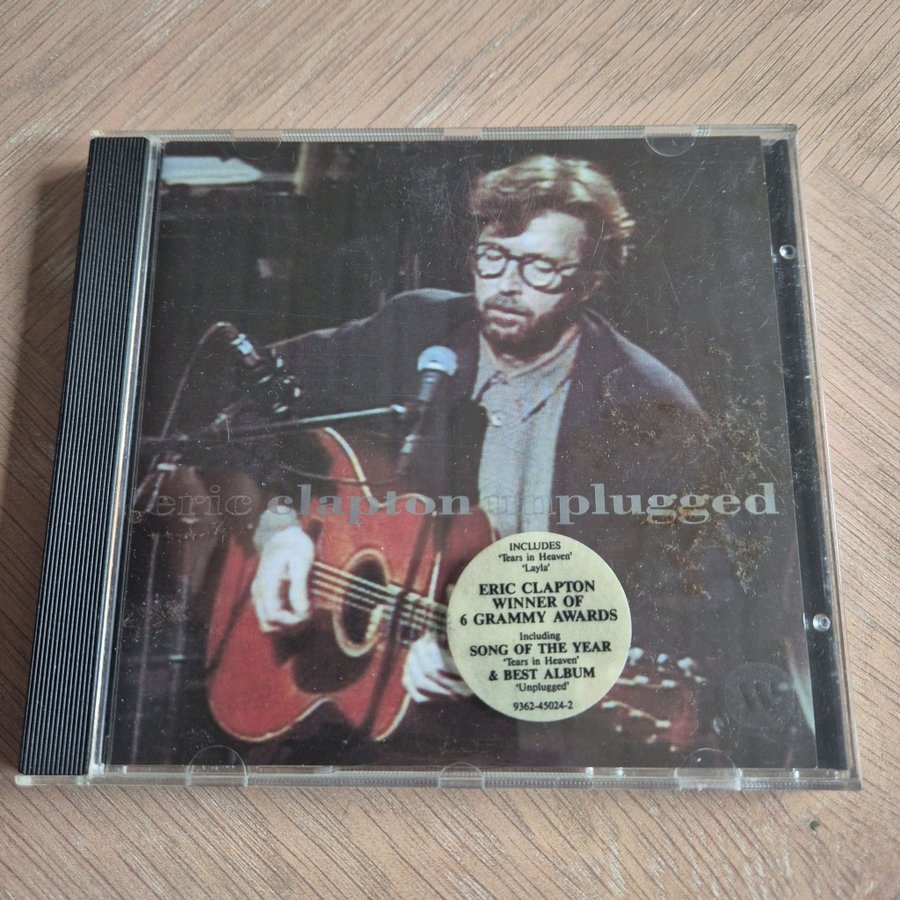 eric clapton unplugged
INCLUDES
'Tears in Heaven'
'Layla'
ERIC CLAPTON
WINNER OF
6 GRAMMY AWARDS
Including
SONG OF THE YEAR
'Tears in Heaven'
& BEST ALBUM
'Unplugged'
9362-45024-2